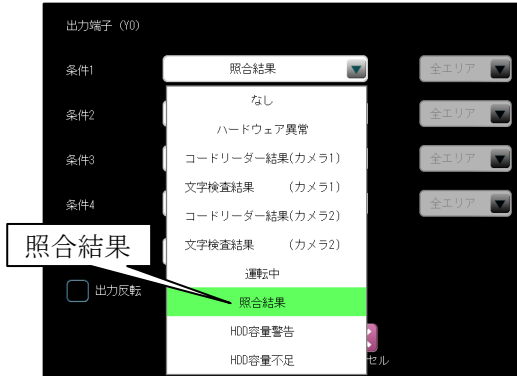 出力端子 (Y0)
条件1
照合結果
全エリア
なし
条件2
全エリア
ハードウェア異常
条件3
コードリーダー結果(カメラ1)
全エリア
文字検査結果 (カメラ1)
条件4
コードリーダー結果(カメラ2)
全エリア
文字検査結果 (カメラ2)
照合結果
運転中
出力反転
照合結果
HDD容量警告
HDD容量不足
セル